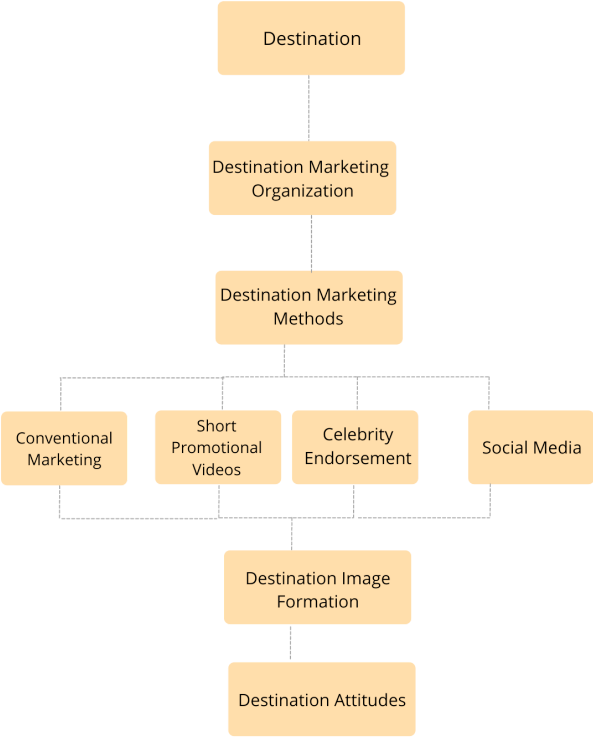 Destination
Destination Marketing
Organization
Destination Marketing
Methods
Conventional
Marketing
Short
Promotional
Videos
Celebrity
Endorsement
Social Media
Destination Image
Formation
Destination Attitudes